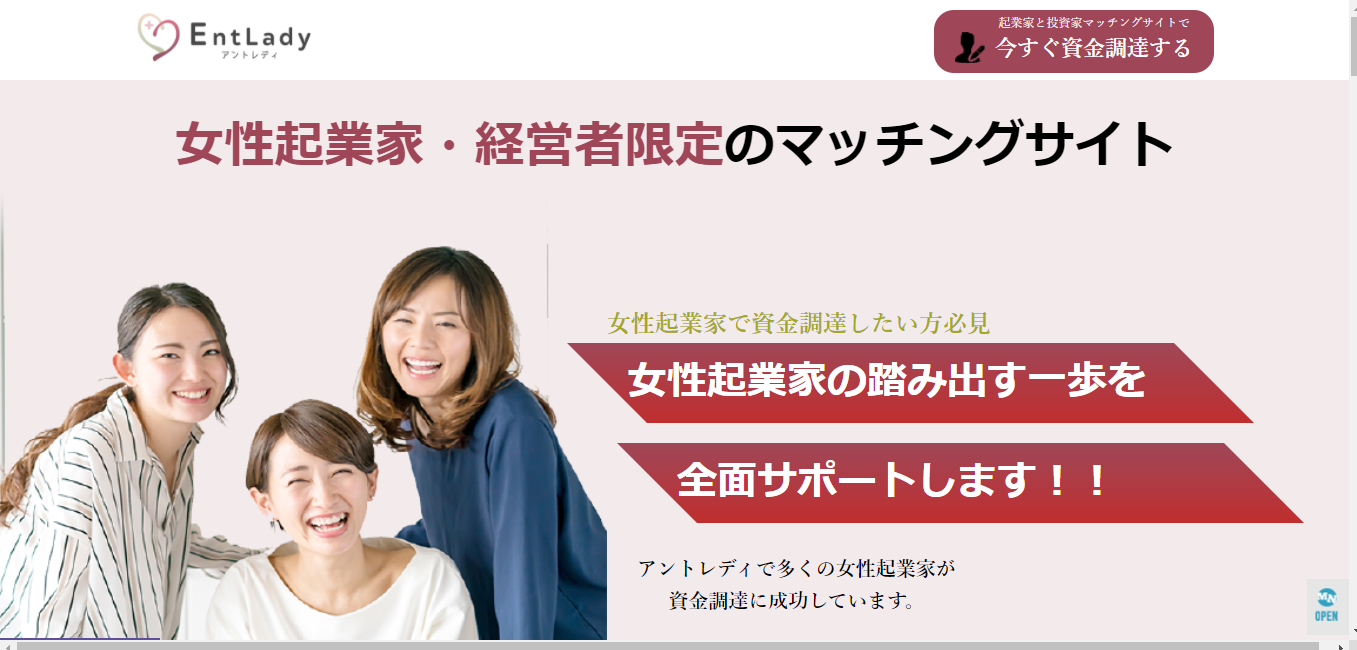 EntLady
アントレディ
起業家と投資家マッチングサイトで
今すぐ資金調達する
女性起業家・経営者限定のマッチングサイト
女性起業家で資金調達したい方必見
女性起業家の踏み出す一歩を
全面サポートします！！
アントレディで多くの女性起業家が
資金調達に成功しています。
MN
OPEN